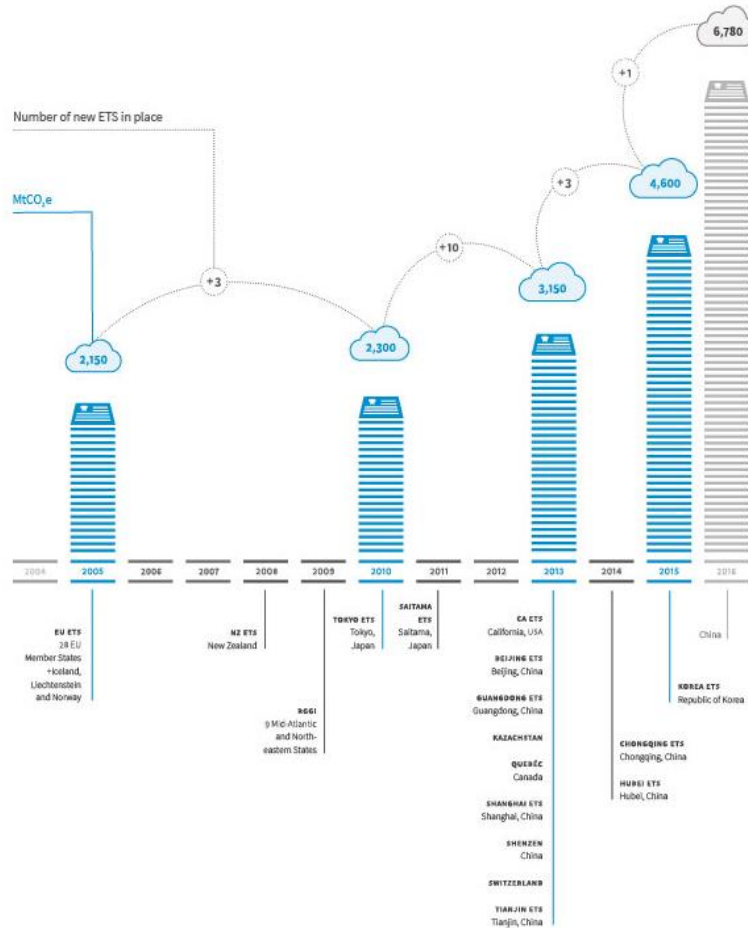 6,780
+1
Number of new ETS in place
+3
4,600
MtCO₂e
+10
3,150
+3
2,150
2,300
2004
2005
2006
2007
2008
2009
2010
2011
2012
2013
2014
2015
2016
EU ETS
28 EU
Member States
+Iceland,
Liechtenstein
and Norway
NZ ETS
New Zealand
RGGI
9 Mid-Atlantic
and North-
eastern States
TOKYO ETS
Tokyo,
Japan
SAITAMA
ETS
Saitama,
Japan
CA ETS
California, USA
BEIJING ETS
Beijing, China
GUANGDONG ETS
Guangdong, China
KAZACHSTAN
QUEBÉC
Canada
SHANGHAI ETS
Shanghai, China
SHENZEN
China
SWITZERLAND
TIANJIN ETS
Tianjin, China
CHONGQING ETS
Chongqing, China
HUBEI ETS
Hubei, China
KOREA ETS
Republic of Korea
China